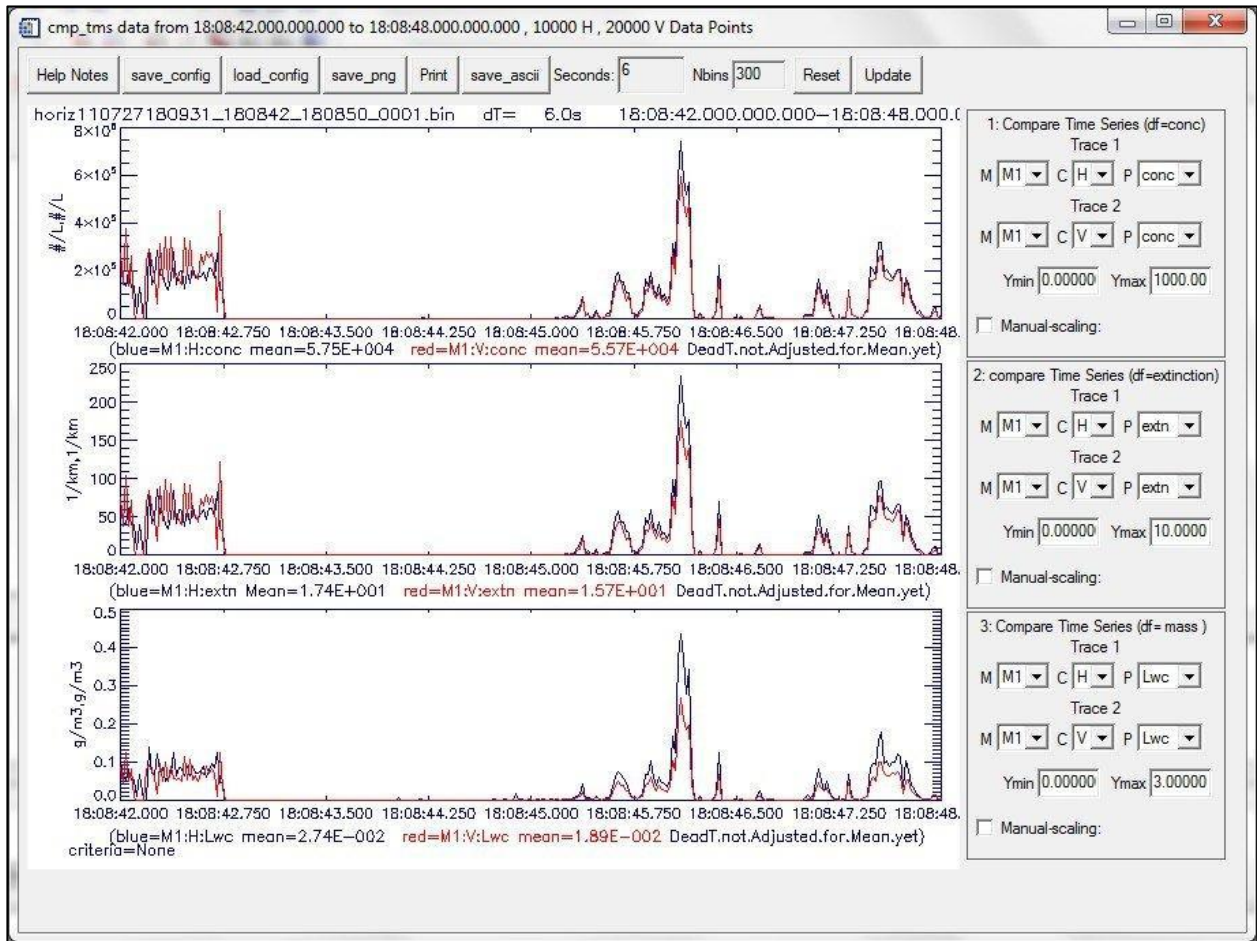 cmp_tms data from 18:08:42.000.000.000 to 18:08:48.000.000.000 , 10000 H , 20000 V Data Points
Help Notes save_config load_config save_png Print save_ascii Seconds: 6 Nbins 300 Reset Update
horiz110727180931_180842_180850_0001.bin dT= 6.0s 18:08:42.000.000.000-18:08:48.000.0
8×10⁵
6×10⁵
4×10⁵
2×10⁵
0
#/L,#/L
18:08:42.000 18:08:42.750 18:08:43.500 18:08:44.250 18:08:45.000 18:08:45.750 18:08:46.500 18:08:47.250 18:08:48.
(blue=M1:H:conc mean=5.75E+004 red=M1:V:conc mean=5.57E+004 DeadT.not.Adjusted.for.Mean.yet)
250
200
150
100
50
0
1/km,1/km
18:08:42.000 18:08:42.750 18:08:43.500 18:08:44.250 18:08:45.000 18:08:45.750 18:08:46.500 18:08:47.250 18:08:48.
(blue=M1:H:extn Mean=1.74E+001 red=M1:V:extn mean=1.57E+001 DeadT.not.Adjusted.for.Mean.yet)
0.5
0.4
0.3
0.2
0.1
0.0
g/m3,g/m3
18:08:42.000 18:08:42.750 18:08:43.500 18:08:44.250 18:08:45.000 18:08:45.750 18:08:46.500 18:08:47.250 18:08:48.
(blue=M1:H:Lwc mean=2.74E-002 red=M1:V:Lwc mean=1.89E-002 DeadT.not.Adjusted.for.Mean.yet)
criteria=None
1: Compare Time Series (df=conc)
Trace 1
M M1 C H P conc
Trace 2
M M1 C V P conc
Ymin 0.00000 Ymax 1000.00
Manual-scaling:
2: compare Time Series (df=extinction)
Trace 1
M M1 C H P extn
Trace 2
M M1 C V P extn
Ymin 0.00000 Ymax 10.0000
Manual-scaling:
3: Compare Time Series (df= mass )
Trace 1
M M1 C H P Lwc
Trace 2
M M1 C V P Lwc
Ymin 0.00000 Ymax 3.00000
Manual-scaling: